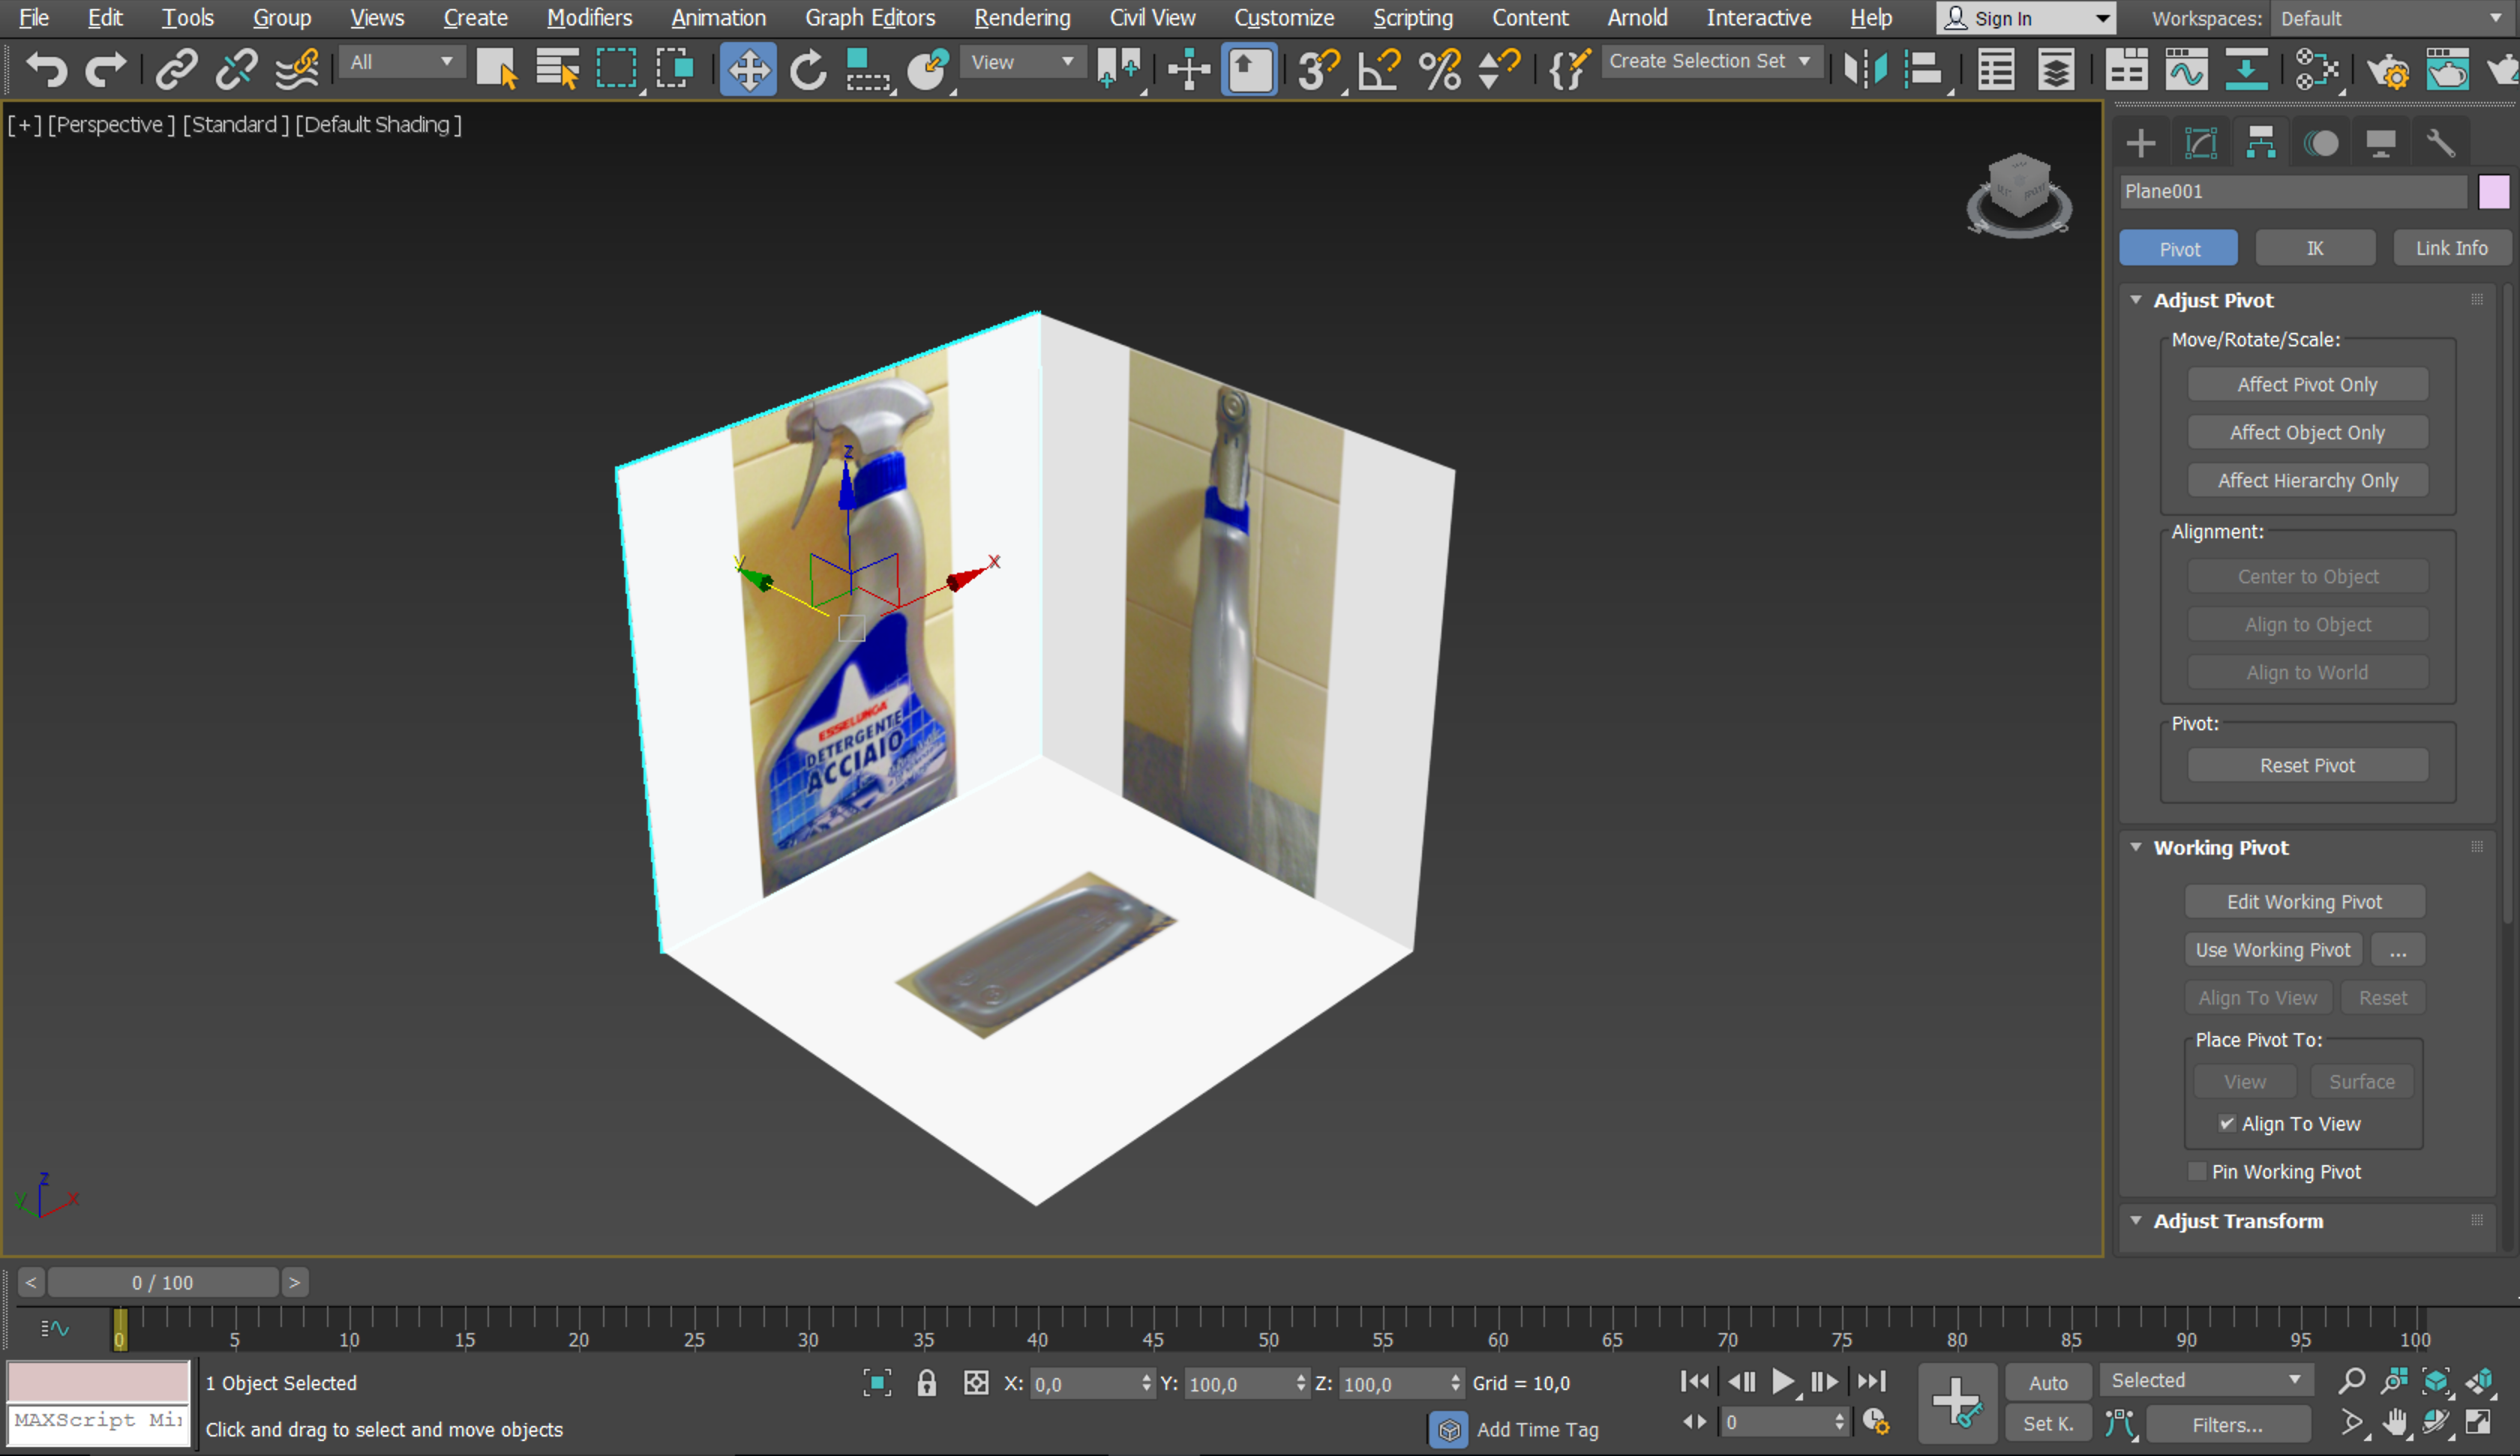 File Edit Tools Group Views Create Modifiers Animation Graph Editors Rendering Civil View Customize Scripting Content Arnold Interactive Help Sign In Workspaces: Default
All View Create Selection Set
[+] [Perspective ] [Standard ] [Default Shading ]
Plane001
Pivot IK Link Info
Adjust Pivot
Move/Rotate/Scale:
Affect Pivot Only
Affect Object Only
Affect Hierarchy Only
Alignment:
Center to Object
Align to Object
Align to World
Pivot:
Reset Pivot
Working Pivot
Edit Working Pivot
Use Working Pivot ...
Align To View Reset
Place Pivot To:
View Surface
Align To View
Pin Working Pivot
Adjust Transform
z
y
x
ESSELUNGA
DETERGENTE
ACCIAIO
z
y x
< 0 / 100 >
0 5 10 15 20 25 30 35 40 45 50 55 60 65 70 75 80 85 90 95 100
1 Object Selected X: 0,0 Y: 100,0 Z: 100,0 Grid = 10,0 Auto Selected
MAXScript Mi
Click and drag to select and move objects Add Time Tag 0 Set K. Filters...